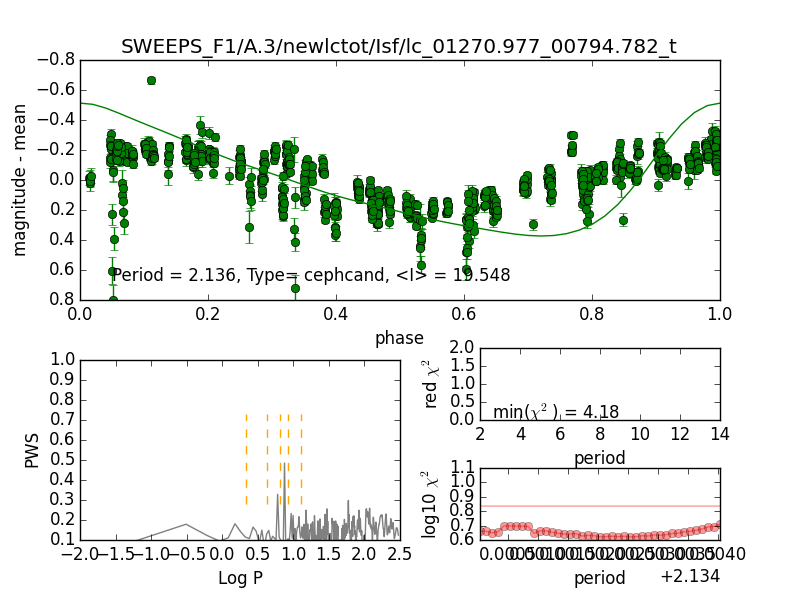 SWEEPS_F1/A.3/newlctot/Isf/lc_01270.977_00794.782_t
−0.8
−0.6
−0.4
−0.2
0.0
0.2
0.4
0.6
0.8
magnitude - mean
Period = 2.136, Type= cephcand, <I> = 19.548
0.0 0.2 0.4 0.6 0.8 1.0
phase
1.0
0.9
0.8
0.7
0.6
0.5
0.4
0.3
0.2
0.1
PWS
−2.0 −1.5 −1.0 −0.5 0.0 0.5 1.0 1.5 2.0 2.5
Log P
2.0
1.5
1.0
0.5
0.0
red χ²
min(χ² ) = 4.18
2 4 6 8 10 12 14
period
1.1
1.0
0.9
0.8
0.7
0.6
log10 χ²
period
+2.134